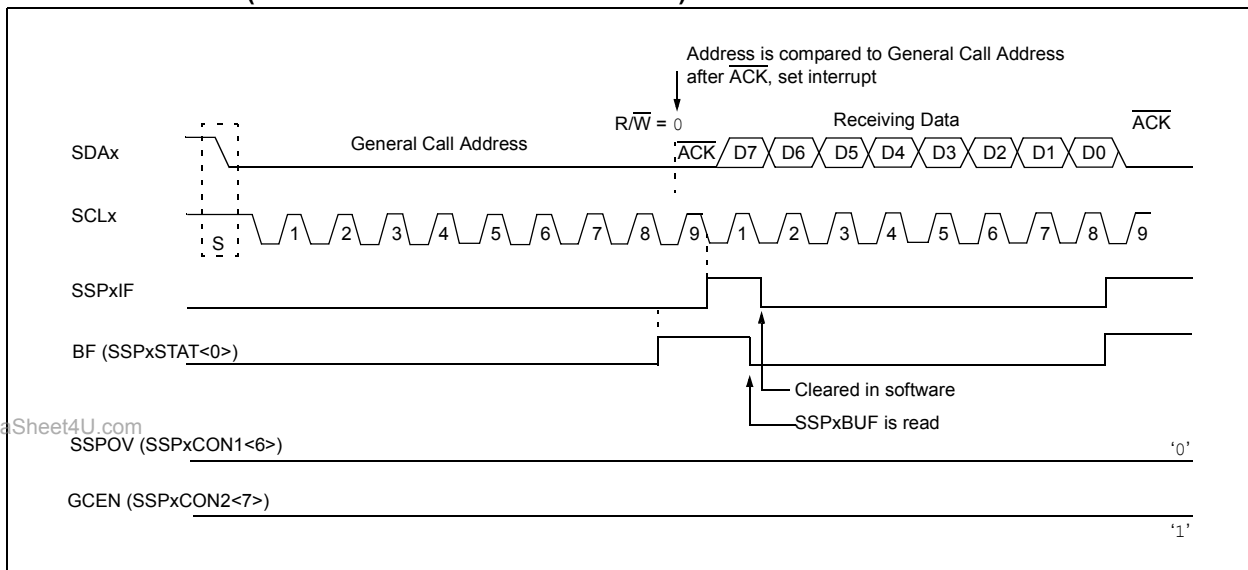 Address is compared to General Call Address
after ACK, set interrupt
R/W = 0
Receiving Data
ACK
SDAx
General Call Address
ACK D7 D6 D5 D4 D3 D2 D1 D0
SCLx
S 1 2 3 4 5 6 7 8 9 1 2 3 4 5 6 7 8 9
SSPxIF
BF (SSPxSTAT<0>)
Cleared in software
SSPxBUF is read
aSheet4U.com
SSPOV (SSPxCON1<6>)
‘0’
GCEN (SSPxCON2<7>)
‘1’